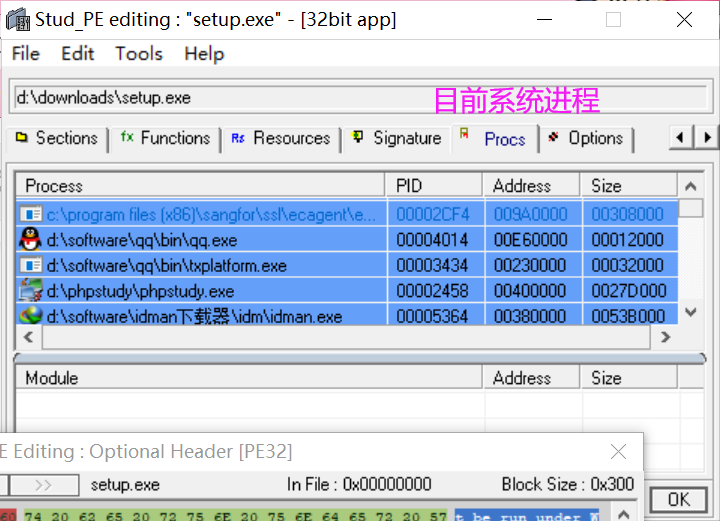 Stud_PE editing : "setup.exe" - [32bit app]
File Edit Tools Help
d:\downloads\setup.exe
目前系统进程
Sections fx Functions Rs Resources Signature Procs Options
Process PID Address Size
c:\program files (x86)\sangfor\ssl\ecagent\e... 00002CF4 009A0000 00308000
d:\software\qq\bin\qq.exe 00004014 00E60000 00012000
d:\software\qq\bin\txplatform.exe 00003434 00230000 00032000
d:\phpstudy\phpstudy.exe 00002458 00400000 0027D000
d:\software\idman下载器\idm\idman.exe 00005364 00380000 0053B000
Module Address Size
E Editing : Optional Header [PE32]
>> setup.exe In File : 0x00000000 Block Size : 0x300
OK
60 74 20 62 65 20 72 75 6E 20 75 6E 64 65 72 20 57 t be run under W